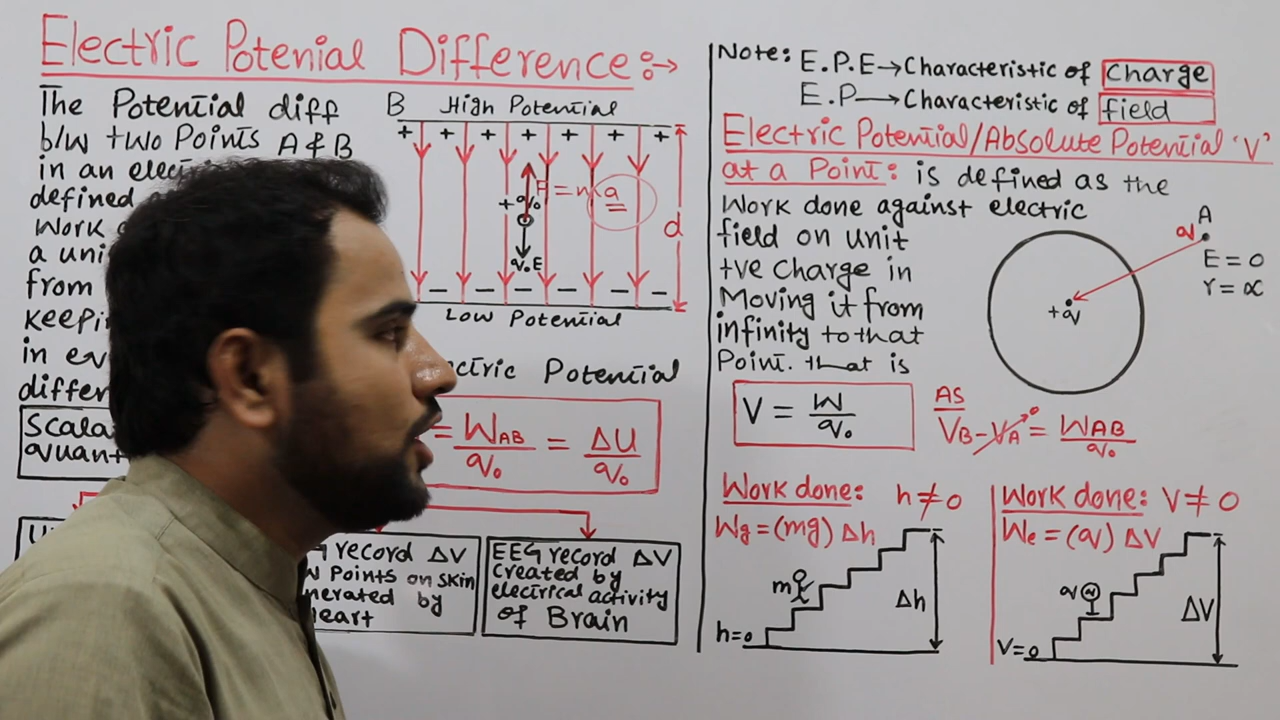 Electric Potenial Difference:→
The Potential diff
b/w two Points A & B
in an elec
defined
Work
a uni
from
Keepin
in ev
differ
Scala
quant
B High Potential
+ + + + + + +
+q₀
F = m a
q₀E
d
− − − − − −
Low Potential
ctric Potential
= W_AB/q₀ = ΔU/q₀
record ΔV
Points on skin
nerated by
Heart
EEG record ΔV
Created by
electrical activity
of Brain
Note: E.P.E→Characteristic of Charge
E.P→Characteristic of field
Electric Potential/Absolute Potential 'V'
at a Point: is defined as the
Work done against electric
field on unit
+ve Charge in
Moving it from
infinity to that
Point. that is
A
q
E = 0
r = ∝
+q
V = W/q₀
AS
V_B − V_A = W_AB/q₀
Work done: h ≠ 0
W_g = (mg) Δh
m
Δh
h=0
Work done: V ≠ 0
W_e = (q) ΔV
q
ΔV
V=0